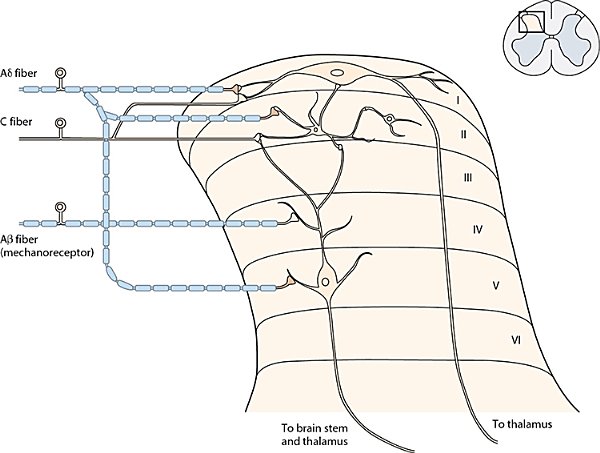 Aδ fiber
C fiber
Aβ fiber
(mechanoreceptor)
I
II
III
IV
V
VI
To brain stem
and thalamus
To thalamus